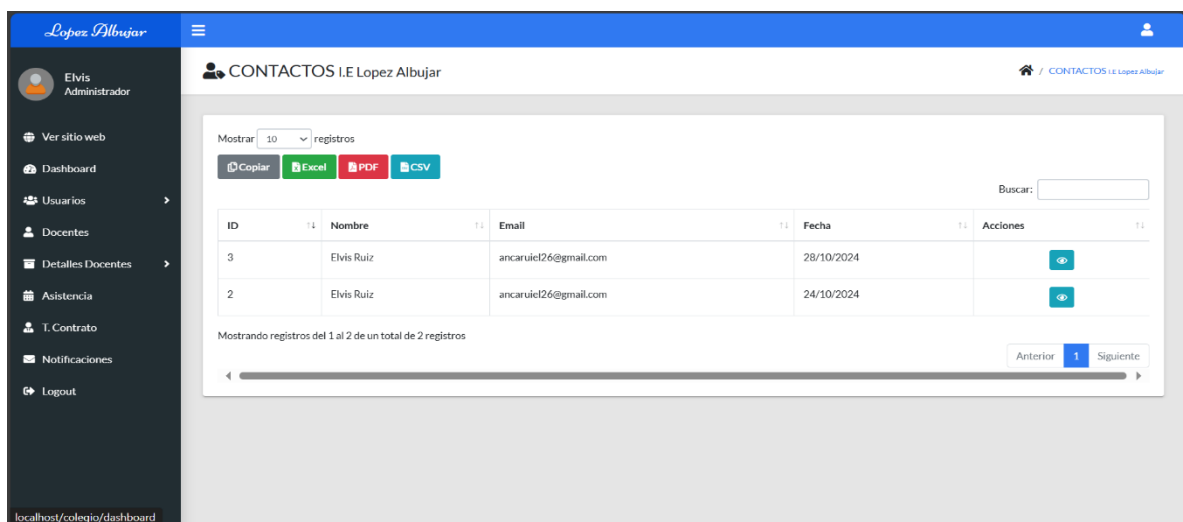 Lopez Albujar
Elvis
Administrador
Ver sitio web
Dashboard
Usuarios
Docentes
Detalles Docentes
Asistencia
T. Contrato
Notificaciones
Logout
localhost/colegio/dashboard
CONTACTOS I.E Lopez Albujar
/ CONTACTOS I.E Lopez Albujar
Mostrar 10 registros
Copiar Excel PDF CSV
Buscar:
ID Nombre Email Fecha Acciones
3 Elvis Ruiz ancaruiel26@gmail.com 28/10/2024
2 Elvis Ruiz ancaruiel26@gmail.com 24/10/2024
Mostrando registros del 1 al 2 de un total de 2 registros
Anterior 1 Siguiente